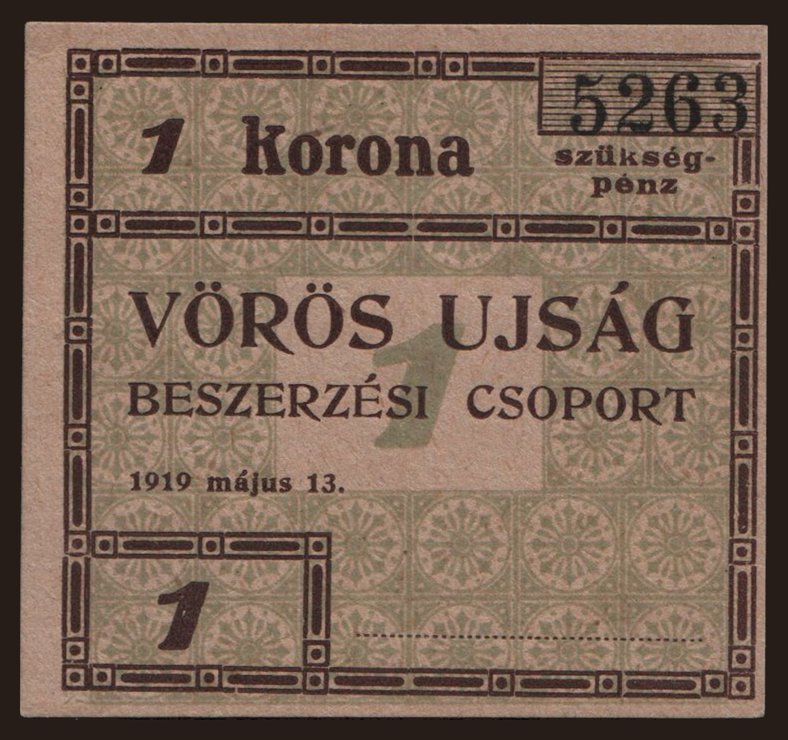 5263
1 korona
szükség-
pénz
VÖRÖS UJSÁG
1
BESZERZÉSI CSOPORT
1919 május 13.
1